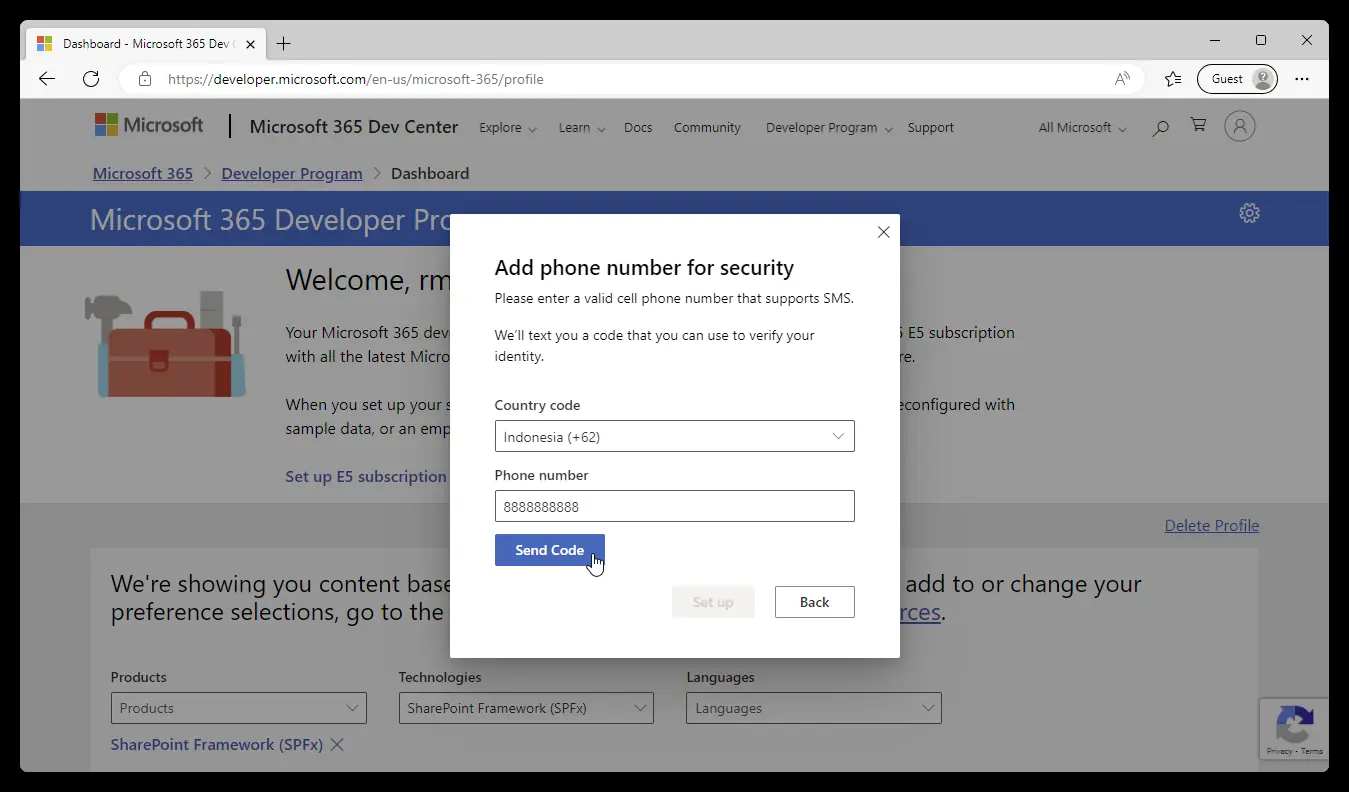 Dashboard - Microsoft 365 Dev
https://developer.microsoft.com/en-us/microsoft-365/profile
Guest
Microsoft
Microsoft 365 Dev Center
Explore
Learn
Docs
Community
Developer Program
Support
All Microsoft
Microsoft 365 > Developer Program > Dashboard
Microsoft 365 Developer Pro
Welcome, rm
Your Microsoft 365 dev
E5 subscription
with all the latest Micro
re.
When you set up your s
econfigured with
sample data, or an emp
Set up E5 subscription
Add phone number for security
Please enter a valid cell phone number that supports SMS.
We'll text you a code that you can use to verify your
identity.
Country code
Indonesia (+62)
Phone number
8888888888
Send Code
Set up
Back
Delete Profile
We're showing you content base
add to or change your
preference selections, go to the
rces.
Products
Technologies
Languages
Products
SharePoint Framework (SPFx)
Languages
SharePoint Framework (SPFx)
Privacy - Terms